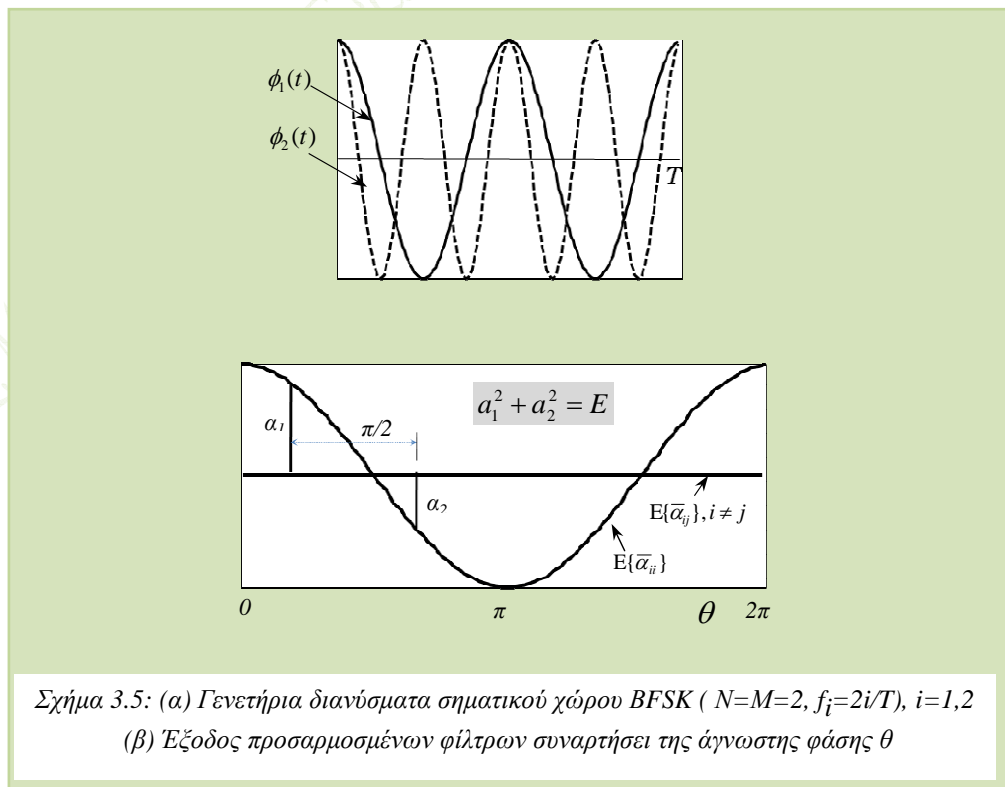 ϕ₁(t)
ϕ₂(t)
T
a₁² + a₂² = E
α₁
π/2
α₂
E{ᾱᵢⱼ}, i ≠ j
E{ᾱᵢᵢ}
0
π
θ
2π
Σχήμα 3.5: (α) Γενετήρια διανύσματα σηματικού χώρου BFSK ( N=M=2, fᵢ=2i/T), i=1,2
(β) Έξοδος προσαρμοσμένων φίλτρων συναρτήσει της άγνωστης φάσης θ